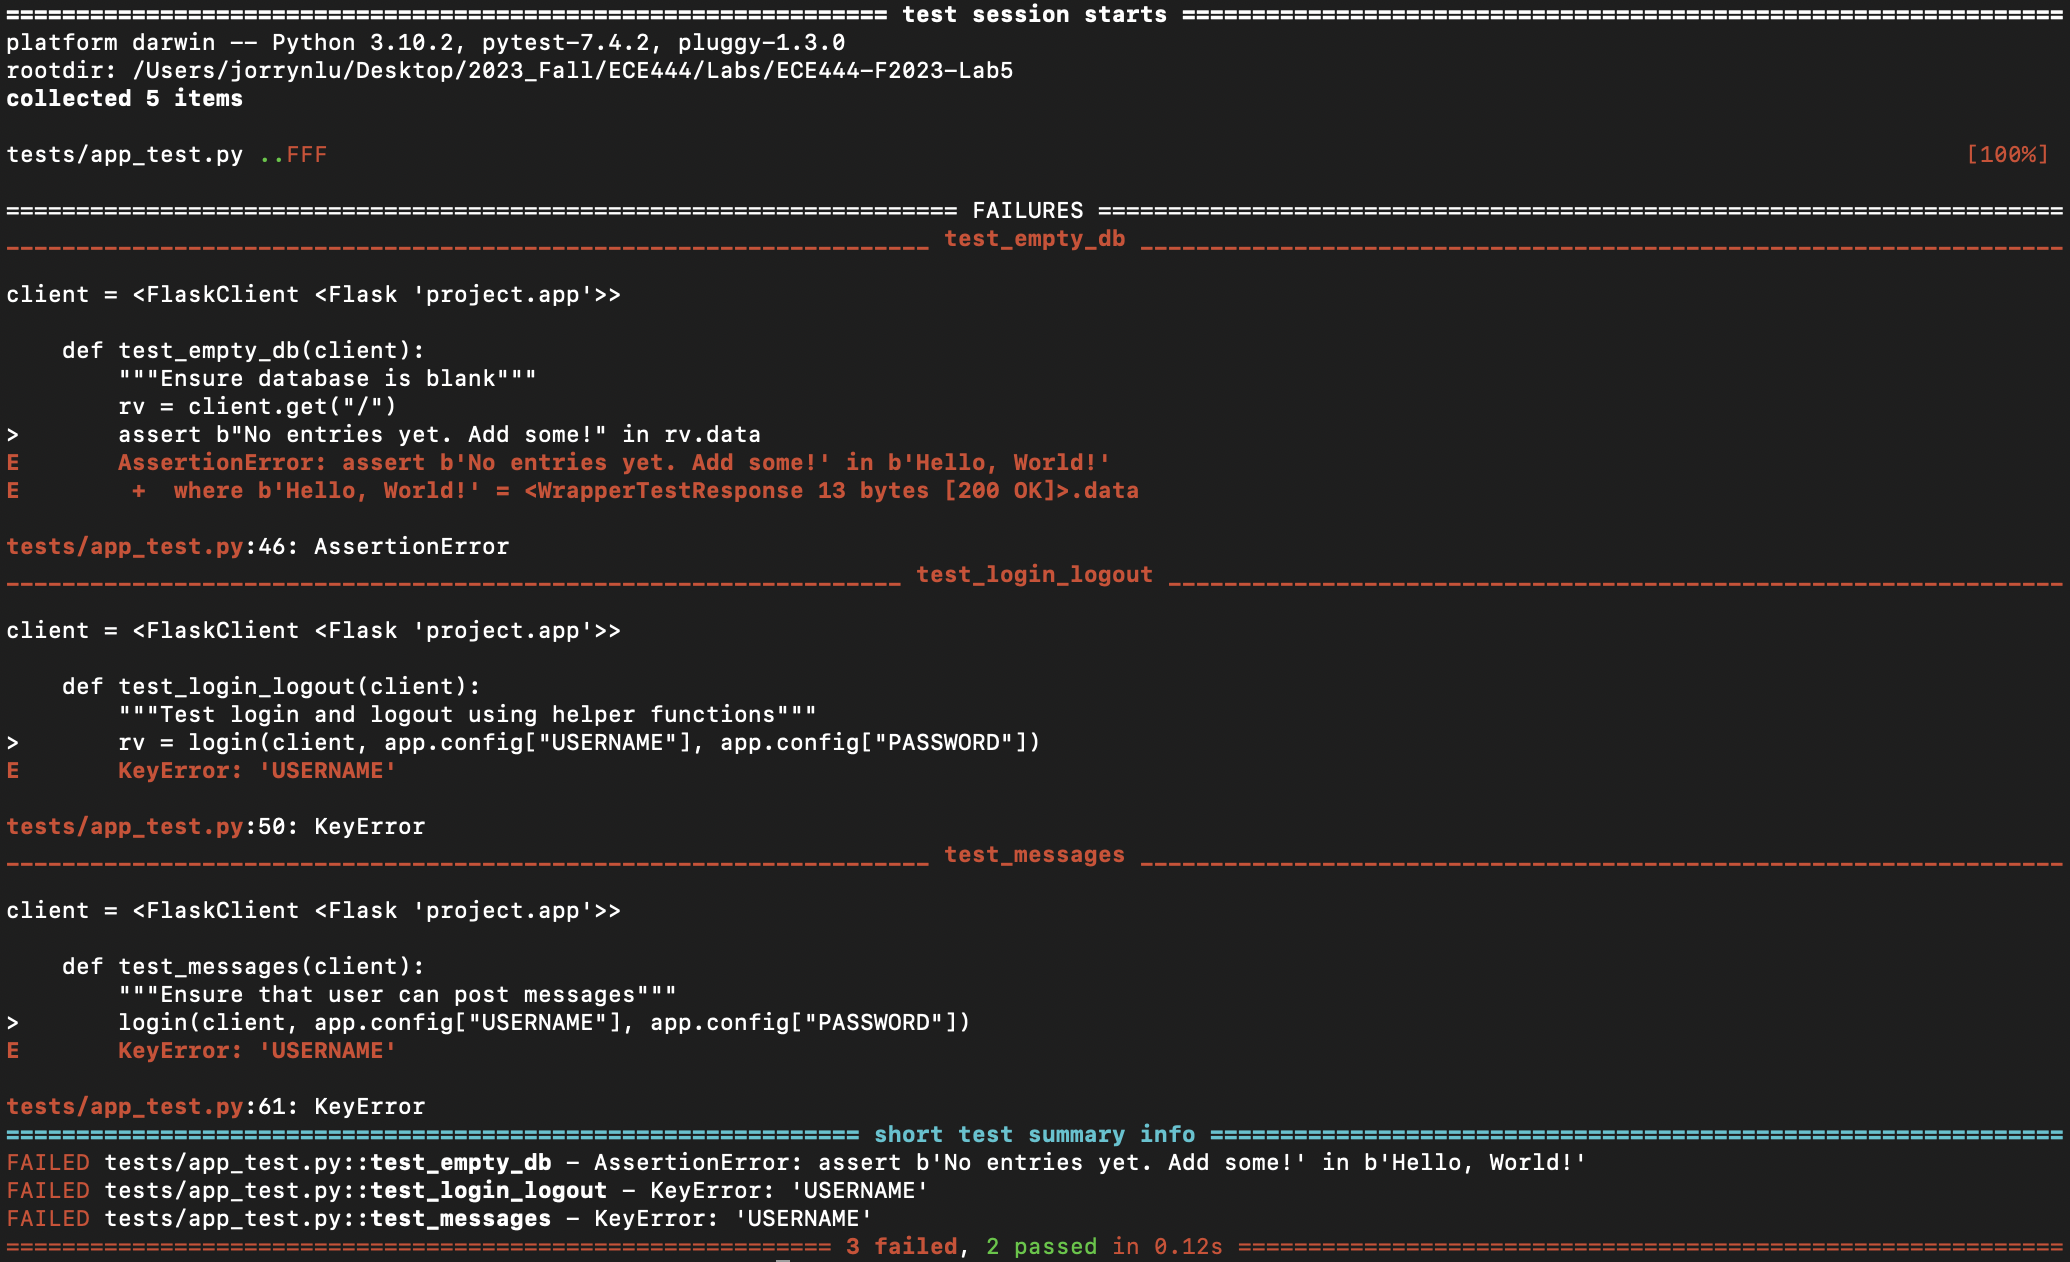 =============================================================== test session starts ===============================================================
platform darwin -- Python 3.10.2, pytest-7.4.2, pluggy-1.3.0
rootdir: /Users/jorrynlu/Desktop/2023_Fall/ECE444/Labs/ECE444-F2023-Lab5
collected 5 items
tests/app_test.py ..FFF [100%]
==================================================================== FAILURES =====================================================================
__________________________________________________________________ test_empty_db __________________________________________________________________
client = <FlaskClient <Flask 'project.app'>>
    def test_empty_db(client):
        """Ensure database is blank"""
        rv = client.get("/")
>       assert b"No entries yet. Add some!" in rv.data
E       AssertionError: assert b'No entries yet. Add some!' in b'Hello, World!'
E        +  where b'Hello, World!' = <WrapperTestResponse 13 bytes [200 OK]>.data
tests/app_test.py:46: AssertionError
________________________________________________________________ test_login_logout ________________________________________________________________
client = <FlaskClient <Flask 'project.app'>>
    def test_login_logout(client):
        """Test login and logout using helper functions"""
>       rv = login(client, app.config["USERNAME"], app.config["PASSWORD"])
E       KeyError: 'USERNAME'
tests/app_test.py:50: KeyError
__________________________________________________________________ test_messages __________________________________________________________________
client = <FlaskClient <Flask 'project.app'>>
    def test_messages(client):
        """Ensure that user can post messages"""
>       login(client, app.config["USERNAME"], app.config["PASSWORD"])
E       KeyError: 'USERNAME'
tests/app_test.py:61: KeyError
============================================================= short test summary info =============================================================
FAILED tests/app_test.py::test_empty_db - AssertionError: assert b'No entries yet. Add some!' in b'Hello, World!'
FAILED tests/app_test.py::test_login_logout - KeyError: 'USERNAME'
FAILED tests/app_test.py::test_messages - KeyError: 'USERNAME'
=========================================================== 3 failed, 2 passed in 0.12s ===========================================================